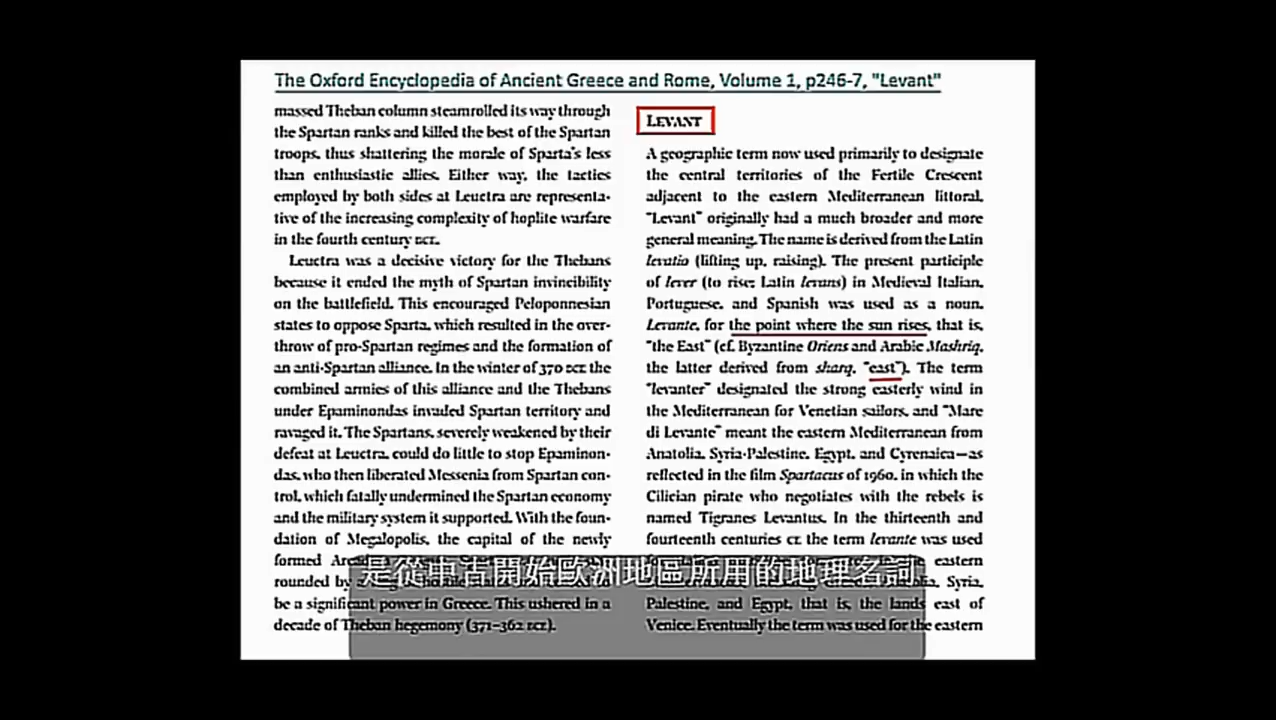 The Oxford Encyclopedia of Ancient Greece and Rome, Volume 1, p246-7, "Levant"
massed Theban column steamrolled its way through
the Spartan ranks and killed the best of the Spartan
troops, thus shattering the morale of Sparta's less
than enthusiastic allies. Either way, the tactics
employed by both sides at Leuctra are representa-
tive of the increasing complexity of hoplite warfare
in the fourth century BCE.
Leuctra was a decisive victory for the Thebans
because it ended the myth of Spartan invincibility
on the battlefield. This encouraged Peloponnesian
states to oppose Sparta, which resulted in the over-
throw of pro-Spartan regimes and the formation of
an anti-Spartan alliance. In the winter of 370 BCE the
combined armies of this alliance and the Thebans
under Epaminondas invaded Spartan territory and
ravaged it. The Spartans, severely weakened by their
defeat at Leuctra, could do little to stop Epaminon-
das, who then liberated Messenia from Spartan con-
trol, which fatally undermined the Spartan economy
and the military system it supported. With the foun-
dation of Megalopolis, the capital of the newly
formed
rounded by
be a significant power in Greece. This ushered in a
decade of Theban hegemony (371–362 BCE).
LEVANT
A geographic term now used primarily to designate
the central territories of the Fertile Crescent
adjacent to the eastern Mediterranean littoral,
"Levant" originally had a much broader and more
general meaning. The name is derived from the Latin
levatio (lifting up, raising). The present participle
of lever (to rise; Latin levans) in Medieval Italian,
Portuguese, and Spanish was used as a noun,
Levante, for the point where the sun rises, that is,
"the East" (cf. Byzantine Oriens and Arabic Mashriq,
the latter derived from sharq, "east"). The term
"levanter" designated the strong easterly wind in
the Mediterranean for Venetian sailors, and "Mare
di Levante" meant the eastern Mediterranean from
Anatolia, Syria-Palestine, Egypt, and Cyrenaica—as
reflected in the film Spartacus of 1960, in which the
Cilician pirate who negotiates with the rebels is
named Tigranes Levantus. In the thirteenth and
fourteenth centuries CE the term levante was used
eastern
Syria,
Palestine, and Egypt, that is, the lands east of
Venice. Eventually the term was used for the eastern
是從中古開始歐洲地區所用的地理名詞